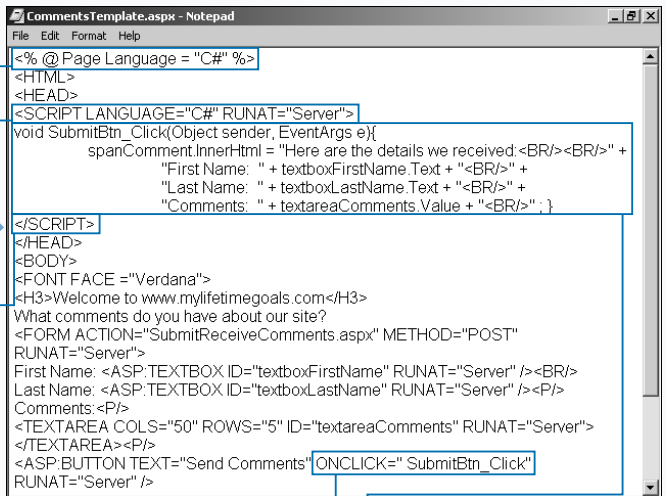 CommentsTemplate.aspx - Notepad
File Edit Format Help
<% @ Page Language = "C#" %>
<HTML>
<HEAD>
<SCRIPT LANGUAGE="C#" RUNAT="Server">
void SubmitBtn_Click(Object sender, EventArgs e){
spanComment.InnerHtml = "Here are the details we received:<BR/><BR/>" +
"First Name:  " + textboxFirstName.Text + "<BR/>" +
"Last Name:  " + textboxLastName.Text + "<BR/>" +
"Comments:  " + textareaComments.Value + "<BR/>" ; }
</SCRIPT>
</HEAD>
<BODY>
<FONT FACE ="Verdana">
<H3>Welcome to www.mylifetimegoals.com</H3>
What comments do you have about our site?
<FORM ACTION="SubmitReceiveComments.aspx" METHOD="POST"
RUNAT="Server">
First Name: <ASP:TEXTBOX ID="textboxFirstName" RUNAT="Server" /><BR/>
Last Name: <ASP:TEXTBOX ID="textboxLastName" RUNAT="Server" /><P/>
Comments:<P/>
<TEXTAREA COLS="50" ROWS="5" ID="textareaComments" RUNAT="Server">
</TEXTAREA><P/>
<ASP:BUTTON TEXT="Send Comments" ONCLICK=" SubmitBtn_Click"
RUNAT="Server" />